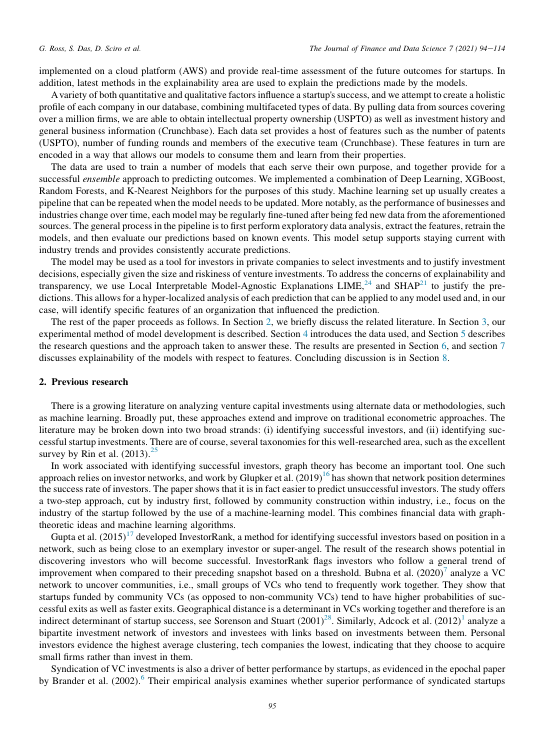 G. Ross, S. Das, D. Sciro et al.
The Journal of Finance and Data Science 7 (2021) 94–114
implemented on a cloud platform (AWS) and provide real-time assessment of the future outcomes for startups. In
addition, latest methods in the explainability area are used to explain the predictions made by the models.
A variety of both quantitative and qualitative factors influence a startup's success, and we attempt to create a holistic
profile of each company in our database, combining multifaceted types of data. By pulling data from sources covering
over a million firms, we are able to obtain intellectual property ownership (USPTO) as well as investment history and
general business information (Crunchbase). Each data set provides a host of features such as the number of patents
(USPTO), number of funding rounds and members of the executive team (Crunchbase). These features in turn are
encoded in a way that allows our models to consume them and learn from their properties.
The data are used to train a number of models that each serve their own purpose, and together provide for a
successful ensemble approach to predicting outcomes. We implemented a combination of Deep Learning, XGBoost,
Random Forests, and K-Nearest Neighbors for the purposes of this study. Machine learning set up usually creates a
pipeline that can be repeated when the model needs to be updated. More notably, as the performance of businesses and
industries change over time, each model may be regularly fine-tuned after being fed new data from the aforementioned
sources. The general process in the pipeline is to first perform exploratory data analysis, extract the features, retrain the
models, and then evaluate our predictions based on known events. This model setup supports staying current with
industry trends and provides consistently accurate predictions.
The model may be used as a tool for investors in private companies to select investments and to justify investment
decisions, especially given the size and riskiness of venture investments. To address the concerns of explainability and
transparency, we use Local Interpretable Model-Agnostic Explanations LIME,24 and SHAP21 to justify the pre-
dictions. This allows for a hyper-localized analysis of each prediction that can be applied to any model used and, in our
case, will identify specific features of an organization that influenced the prediction.
The rest of the paper proceeds as follows. In Section 2, we briefly discuss the related literature. In Section 3, our
experimental method of model development is described. Section 4 introduces the data used, and Section 5 describes
the research questions and the approach taken to answer these. The results are presented in Section 6, and section 7
discusses explainability of the models with respect to features. Concluding discussion is in Section 8.
2. Previous research
There is a growing literature on analyzing venture capital investments using alternate data or methodologies, such
as machine learning. Broadly put, these approaches extend and improve on traditional econometric approaches. The
literature may be broken down into two broad strands: (i) identifying successful investors, and (ii) identifying suc-
cessful startup investments. There are of course, several taxonomies for this well-researched area, such as the excellent
survey by Rin et al. (2013).25
In work associated with identifying successful investors, graph theory has become an important tool. One such
approach relies on investor networks, and work by Glupker et al. (2019)16 has shown that network position determines
the success rate of investors. The paper shows that it is in fact easier to predict unsuccessful investors. The study offers
a two-step approach, cut by industry first, followed by community construction within industry, i.e., focus on the
industry of the startup followed by the use of a machine-learning model. This combines financial data with graph-
theoretic ideas and machine learning algorithms.
Gupta et al. (2015)17 developed InvestorRank, a method for identifying successful investors based on position in a
network, such as being close to an exemplary investor or super-angel. The result of the research shows potential in
discovering investors who will become successful. InvestorRank flags investors who follow a general trend of
improvement when compared to their preceding snapshot based on a threshold. Bubna et al. (2020)7 analyze a VC
network to uncover communities, i.e., small groups of VCs who tend to frequently work together. They show that
startups funded by community VCs (as opposed to non-community VCs) tend to have higher probabilities of suc-
cessful exits as well as faster exits. Geographical distance is a determinant in VCs working together and therefore is an
indirect determinant of startup success, see Sorenson and Stuart (2001)28. Similarly, Adcock et al. (2012)1 analyze a
bipartite investment network of investors and investees with links based on investments between them. Personal
investors evidence the highest average clustering, tech companies the lowest, indicating that they choose to acquire
small firms rather than invest in them.
Syndication of VC investments is also a driver of better performance by startups, as evidenced in the epochal paper
by Brander et al. (2002).6 Their empirical analysis examines whether superior performance of syndicated startups
95